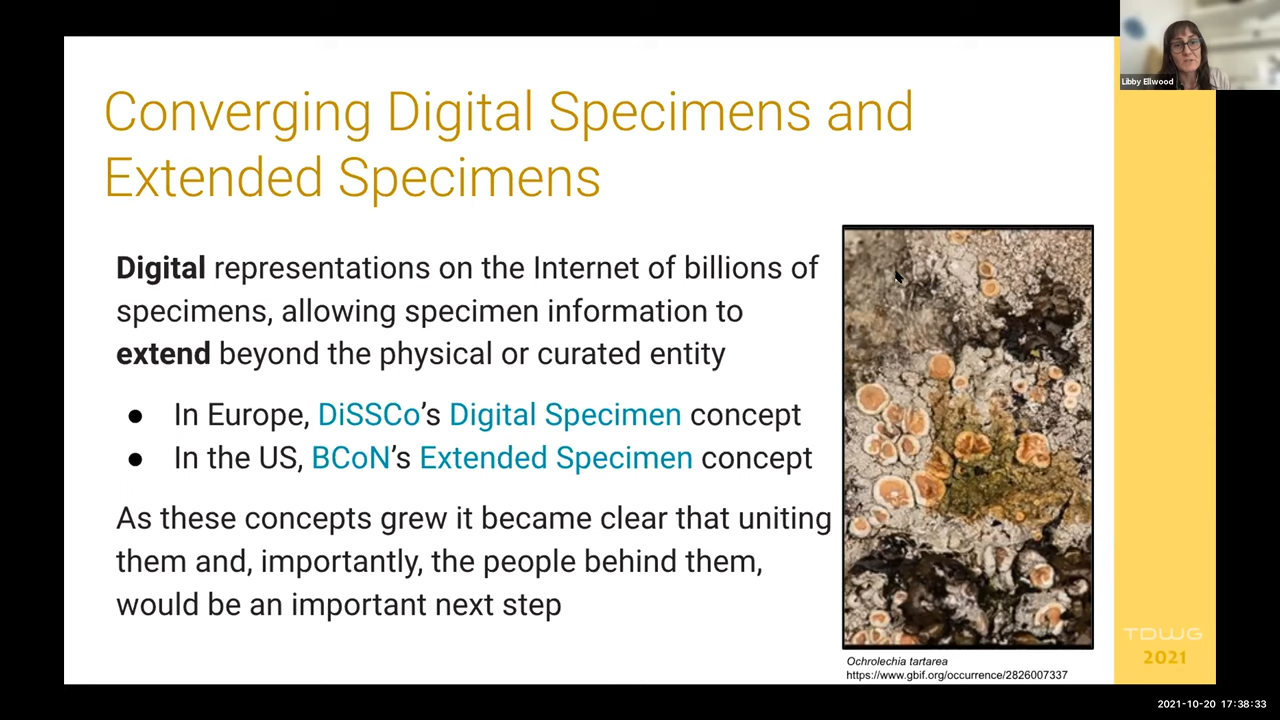 Libby Ellwood
Converging Digital Specimens and
Extended Specimens
Digital representations on the Internet of billions of
specimens, allowing specimen information to
extend beyond the physical or curated entity
● In Europe, DiSSCo's Digital Specimen concept
● In the US, BCoN's Extended Specimen concept
As these concepts grew it became clear that uniting
them and, importantly, the people behind them,
would be an important next step
Ochrolechia tartarea
https://www.gbif.org/occurrence/2826007337
TDWG
2021
2021-10-20 17:38:33